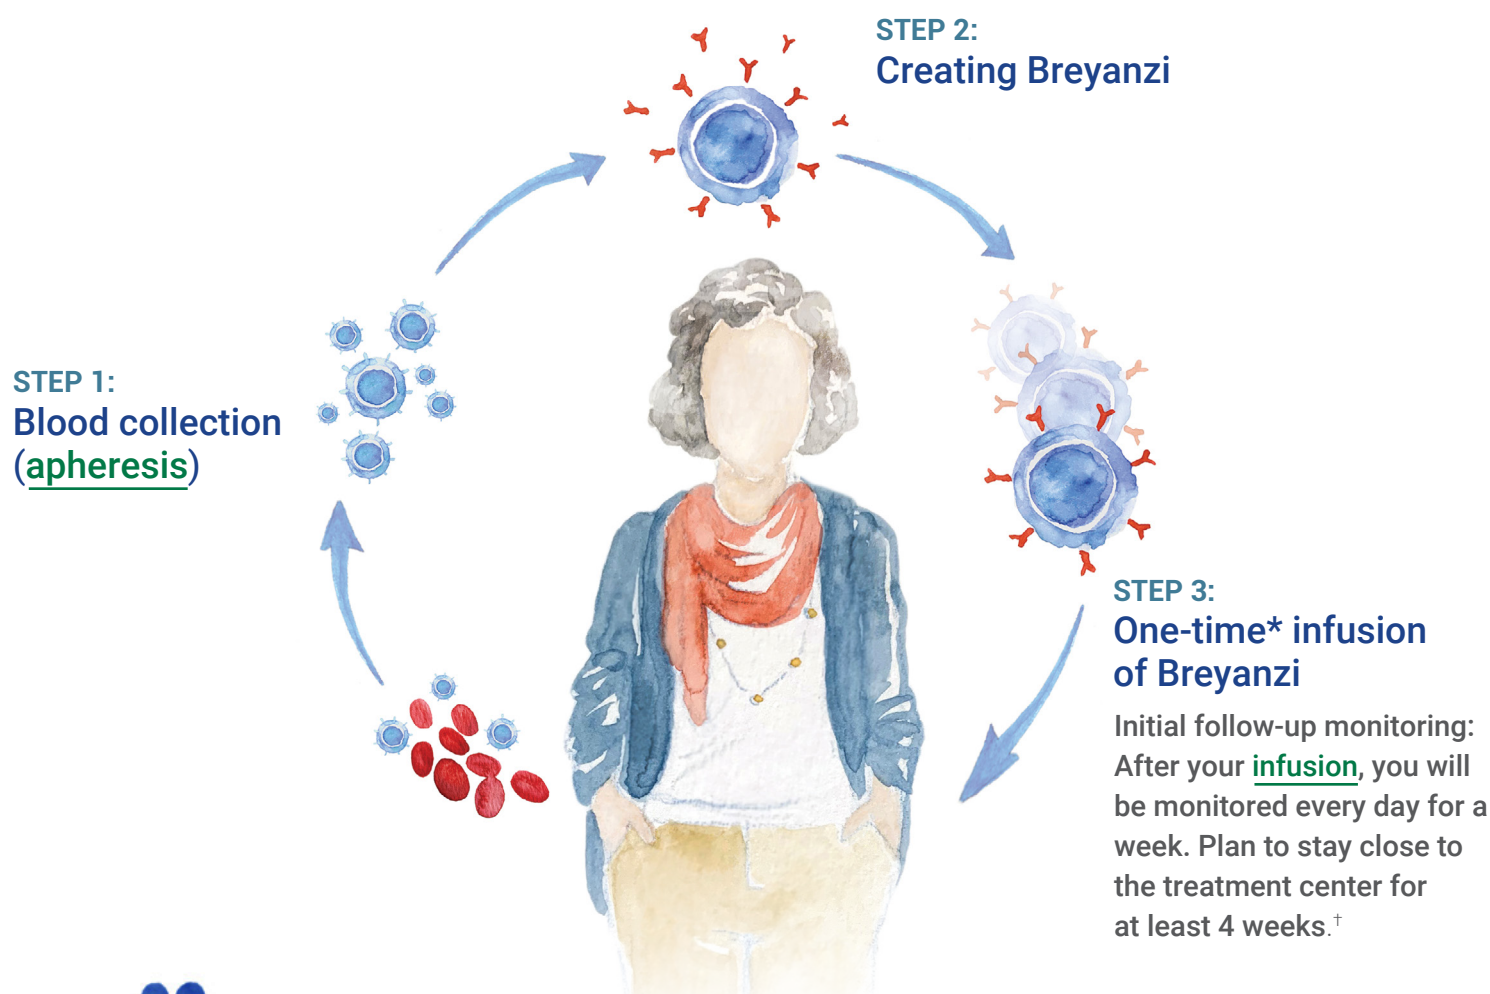 STEP 1:
Blood collection
(apheresis)
STEP 2:
Creating Breyanzi
STEP 3:
One-time* infusion
of Breyanzi
Initial follow-up monitoring:
After your infusion, you will
be monitored every day for a
week. Plan to stay close to
the treatment center for
at least 4 weeks.†